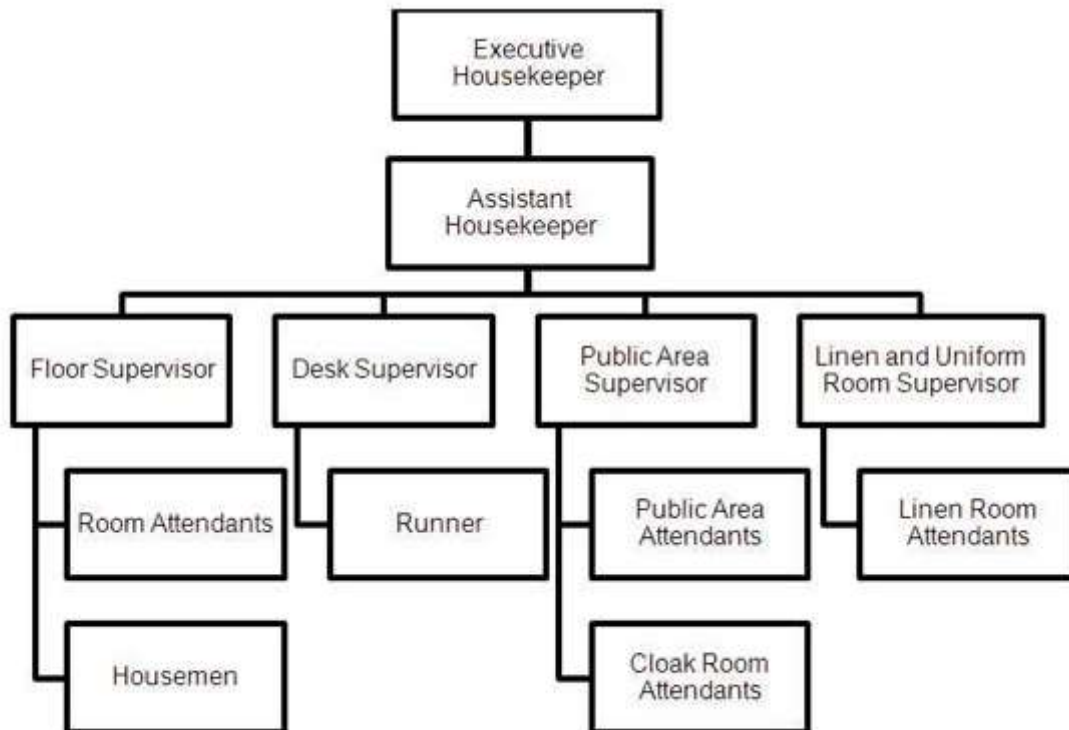 Executive
Housekeeper
Assistant
Housekeeper
Floor Supervisor
Desk Supervisor
Public Area
Supervisor
Linen and Uniform
Room Supervisor
Room Attendants
Runner
Public Area
Attendants
Linen Room
Attendants
Housemen
Cloak Room
Attendants